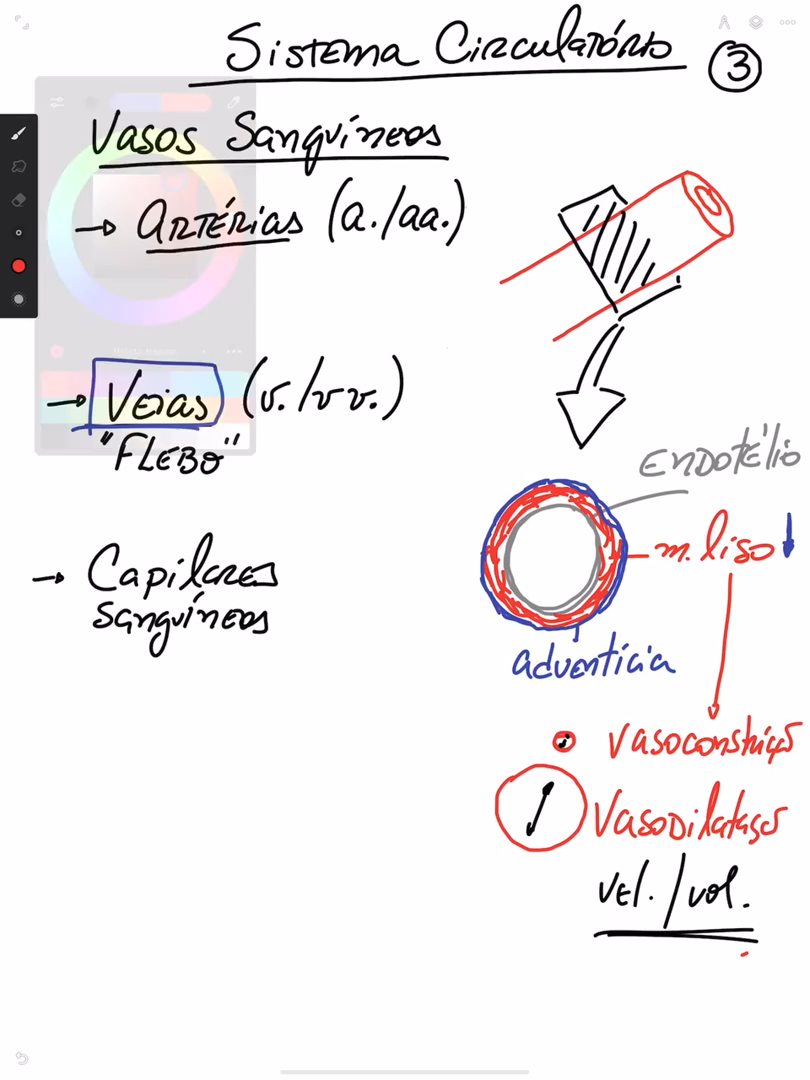 Sistema Circulatório 3
Vasos Sanguíneos
→ Artérias (a./aa.)
→ Veias (v./vv.)
"Flebo"
→ Capilares
Sanguíneos
Endotélio
m. liso ↓
adventícia
Vasoconstrição
Vasodilatação
Vel. / vol.